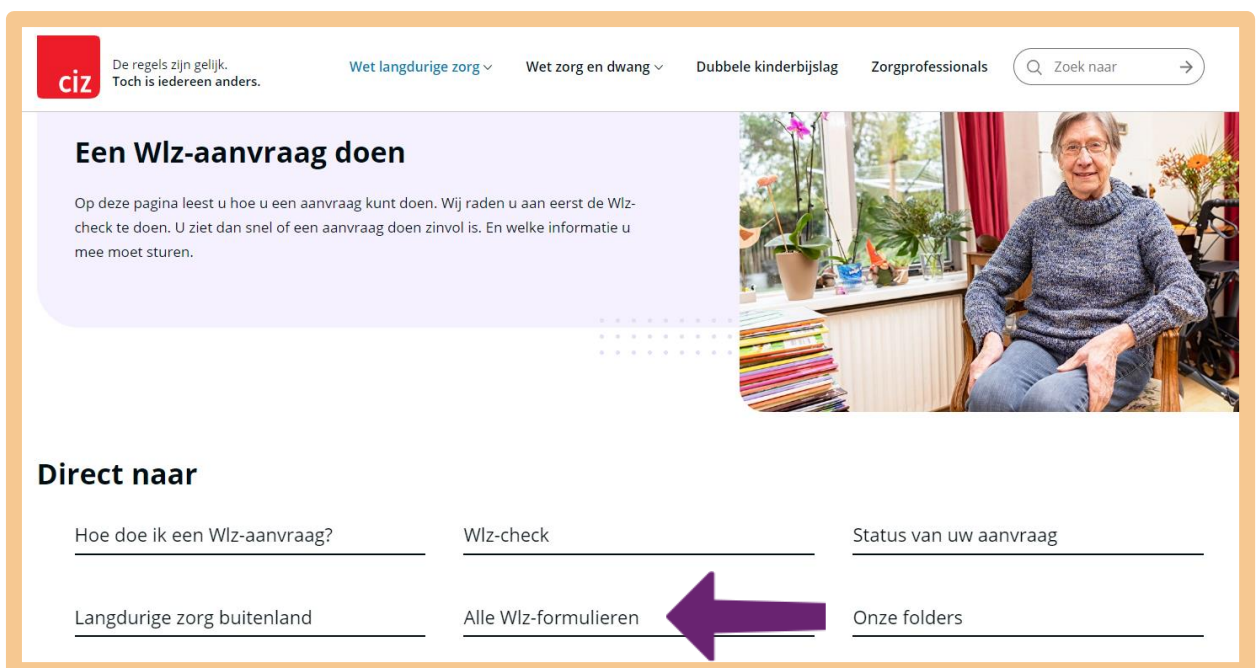 ciz
De regels zijn gelijk.
Toch is iedereen anders.
Wet langdurige zorg
Wet zorg en dwang
Dubbele kinderbijslag
Zorgprofessionals
Zoek naar
Een Wlz-aanvraag doen
Op deze pagina leest u hoe u een aanvraag kunt doen. Wij raden u aan eerst de Wlz-
check te doen. U ziet dan snel of een aanvraag doen zinvol is. En welke informatie u
mee moet sturen.
Direct naar
Hoe doe ik een Wlz-aanvraag?
Wlz-check
Status van uw aanvraag
Langdurige zorg buitenland
Alle Wlz-formulieren
Onze folders